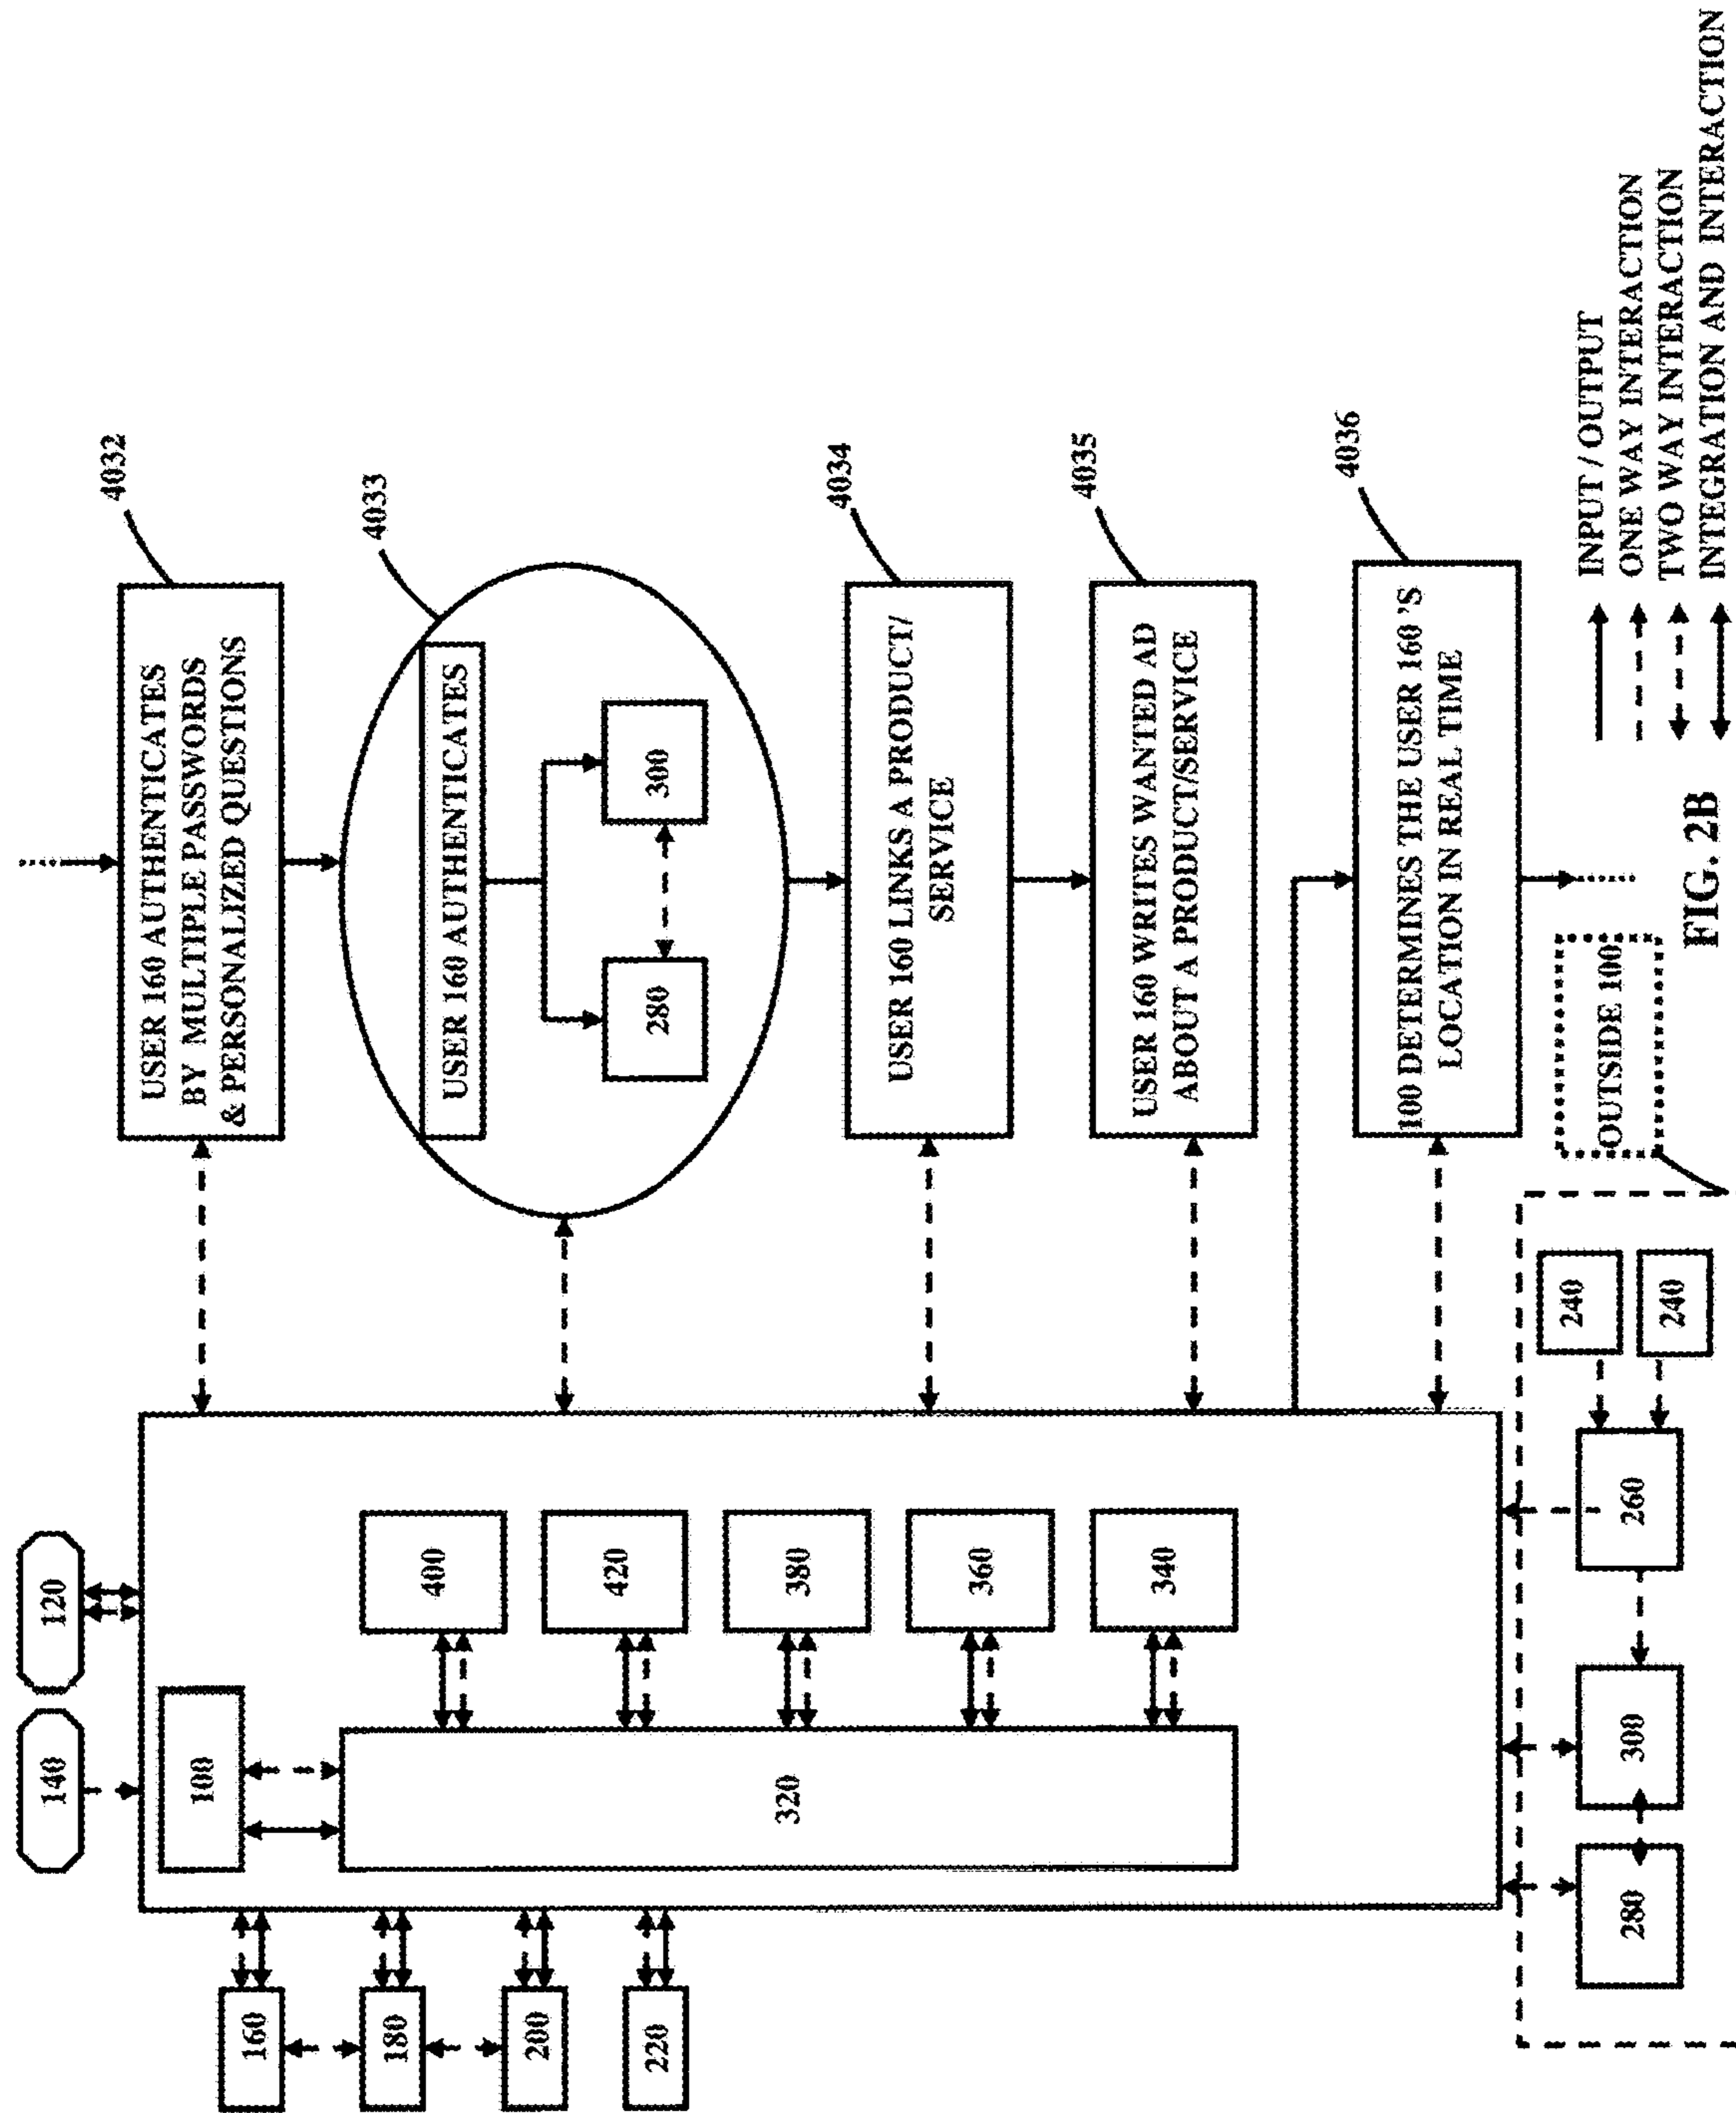 4032
USER 160 AUTHENTICATES
BY MULTIPLE PASSWORDS
& PERSONALIZED QUESTIONS
4033
USER 160 AUTHENTICATES
280
300
4034
USER 160 LINKS A PRODUCT/
SERVICE
4035
USER 160 WRITES WANTED AD
ABOUT A PRODUCT/SERVICE
4036
100 DETERMINES THE USER 160 'S
LOCATION IN REAL TIME
140
120
100
320
400
420
380
360
340
160
180
200
220
280
300
260
240
240
OUTSIDE 100
INPUT / OUTPUT
ONE WAY INTERACTION
TWO WAY INTERACTION
INTEGRATION AND INTERACTION
FIG. 2B